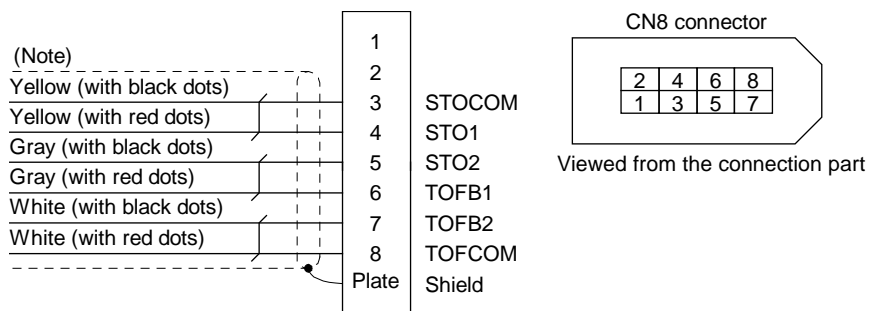 (Note)
Yellow (with black dots)
Yellow (with red dots)
Gray (with black dots)
Gray (with red dots)
White (with black dots)
White (with red dots)
1
2
3 STOCOM
4 STO1
5 STO2
6 TOFB1
7 TOFB2
8 TOFCOM
Plate Shield
CN8 connector
2 4 6 8
1 3 5 7
Viewed from the connection part